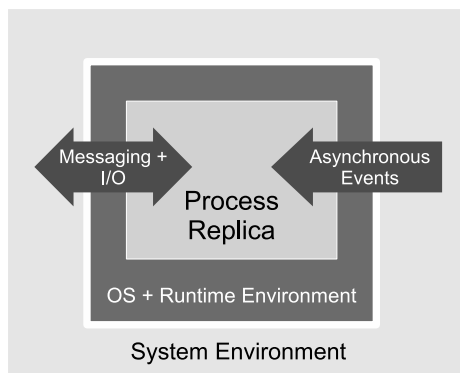 Messaging +
I/O
Asynchronous
Events
Process
Replica
OS + Runtime Environment
System Environment